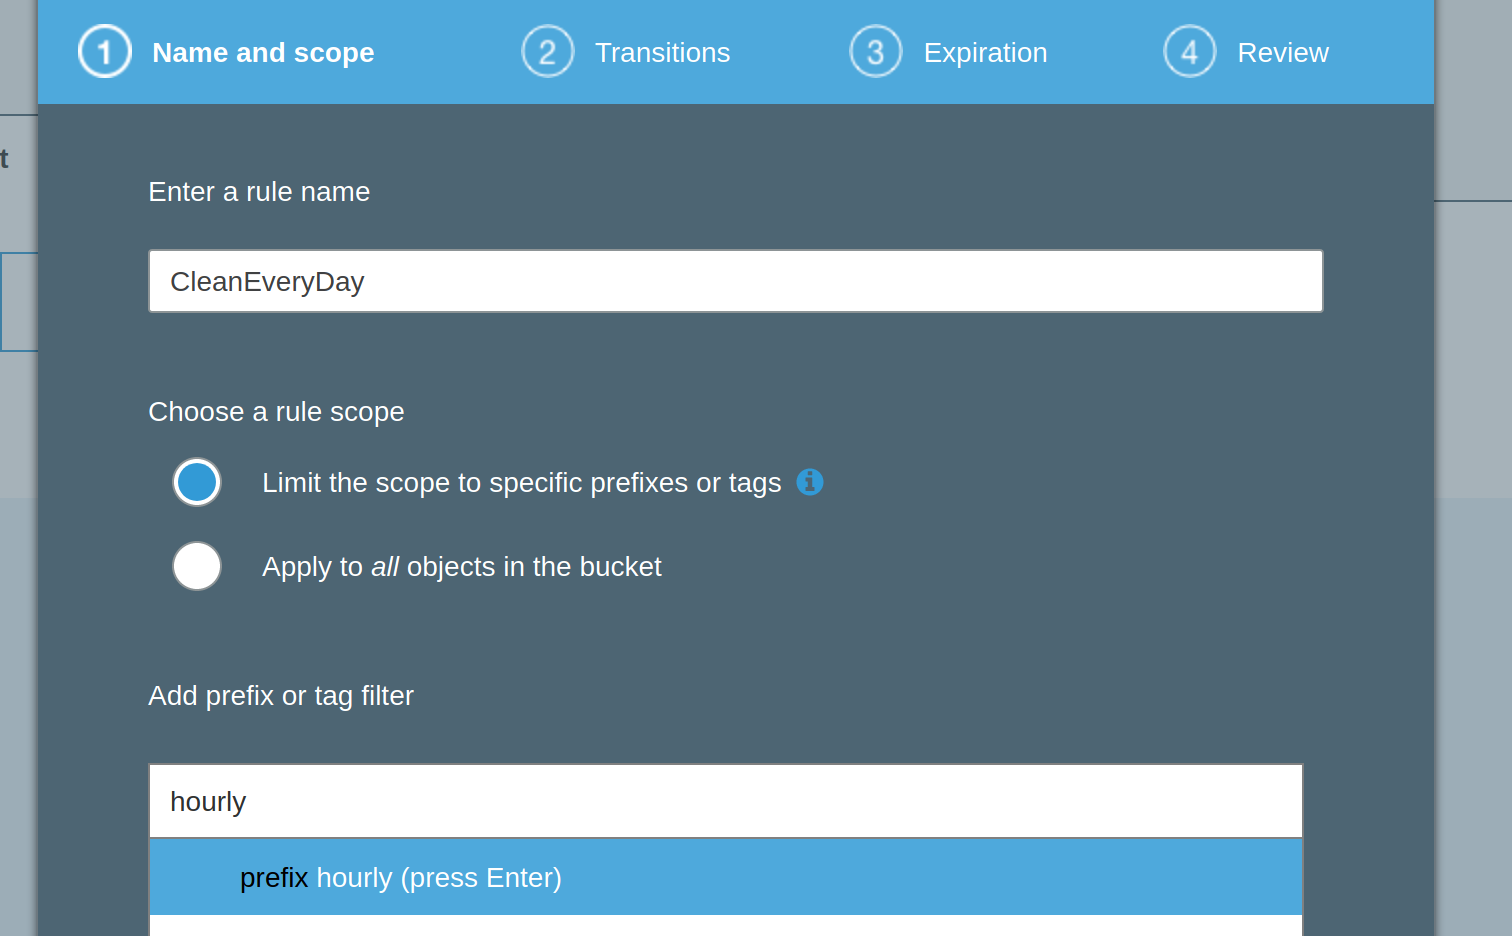 1 Name and scope 2 Transitions 3 Expiration 4 Review
t
Enter a rule name
CleanEveryDay
Choose a rule scope
Limit the scope to specific prefixes or tags
Apply to all objects in the bucket
Add prefix or tag filter
hourly
prefix hourly (press Enter)